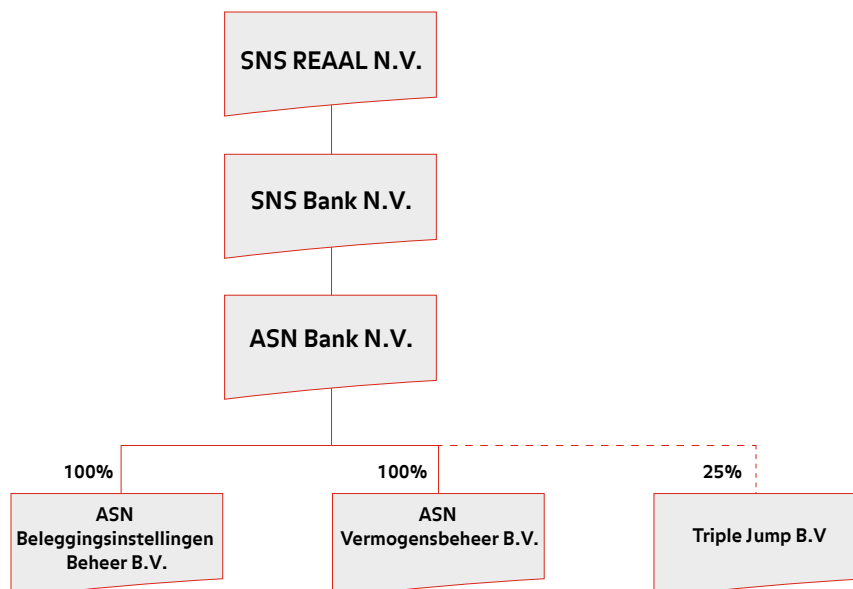 SNS REAAL N.V.
SNS Bank N.V.
ASN Bank N.V.
100%
100%
25%
ASN
Beleggingsinstellingen
Beheer B.V.
ASN
Vermogensbeheer B.V.
Triple Jump B.V